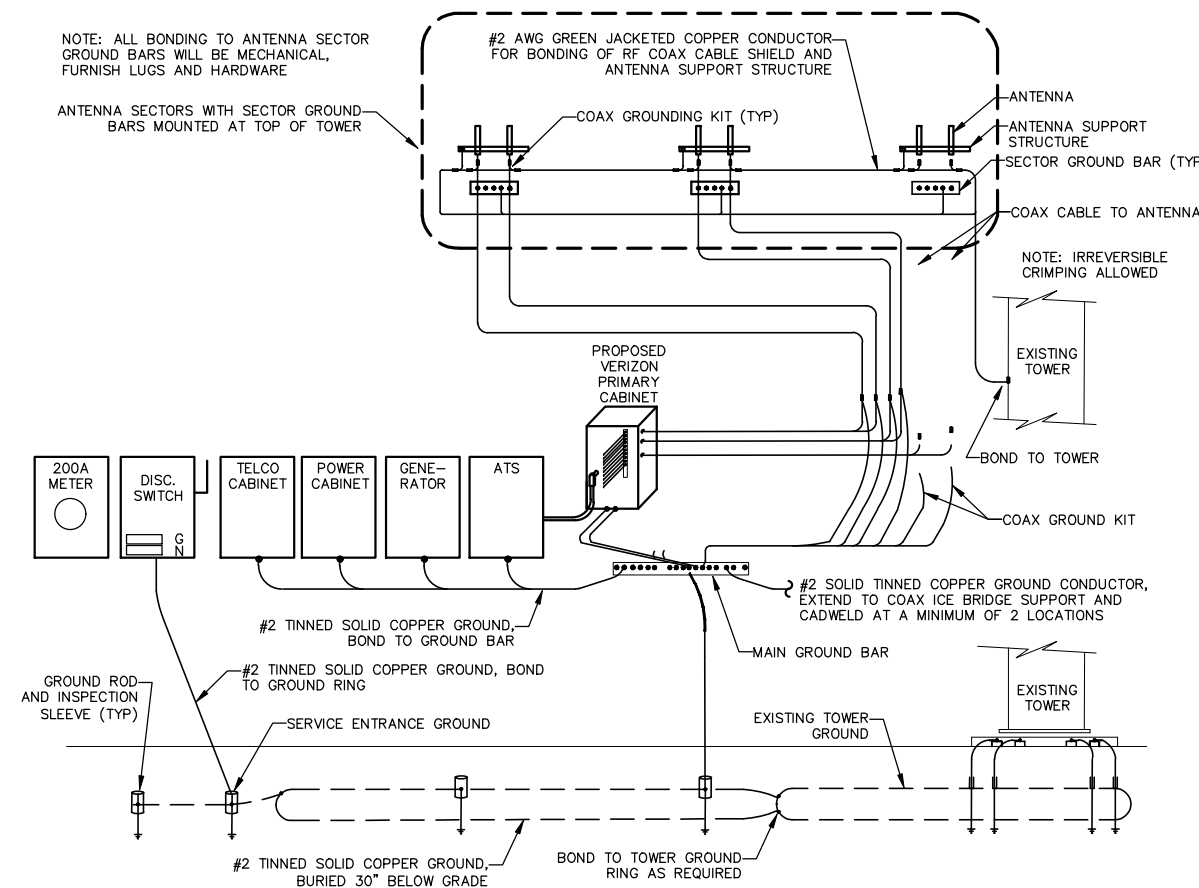 NOTE: ALL BONDING TO ANTENNA SECTOR
GROUND BARS WILL BE MECHANICAL,
FURNISH LUGS AND HARDWARE
#2 AWG GREEN JACKETED COPPER CONDUCTOR
FOR BONDING OF RF COAX CABLE SHIELD AND
ANTENNA SUPPORT STRUCTURE
ANTENNA SECTORS WITH SECTOR GROUND
BARS MOUNTED AT TOP OF TOWER
COAX GROUNDING KIT (TYP)
ANTENNA
ANTENNA SUPPORT
STRUCTURE
SECTOR GROUND BAR (TYP
COAX CABLE TO ANTENNA
NOTE: IRREVERSIBLE
CRIMPING ALLOWED
EXISTING
TOWER
PROPOSED
VERIZON
PRIMARY
CABINET
BOND TO TOWER
200A
METER
DISC.
SWITCH
G
N
TELCO
CABINET
POWER
CABINET
GENE-
RATOR
ATS
COAX GROUND KIT
#2 SOLID TINNED COPPER GROUND CONDUCTOR,
EXTEND TO COAX ICE BRIDGE SUPPORT AND
CADWELD AT A MINIMUM OF 2 LOCATIONS
#2 TINNED SOLID COPPER GROUND,
BOND TO GROUND BAR
MAIN GROUND BAR
#2 TINNED SOLID COPPER GROUND, BOND
TO GROUND RING
GROUND ROD
AND INSPECTION
SLEEVE (TYP)
SERVICE ENTRANCE GROUND
EXISTING TOWER
GROUND
EXISTING
TOWER
#2 TINNED SOLID COPPER GROUND,
BURIED 30" BELOW GRADE
BOND TO TOWER GROUND
RING AS REQUIRED